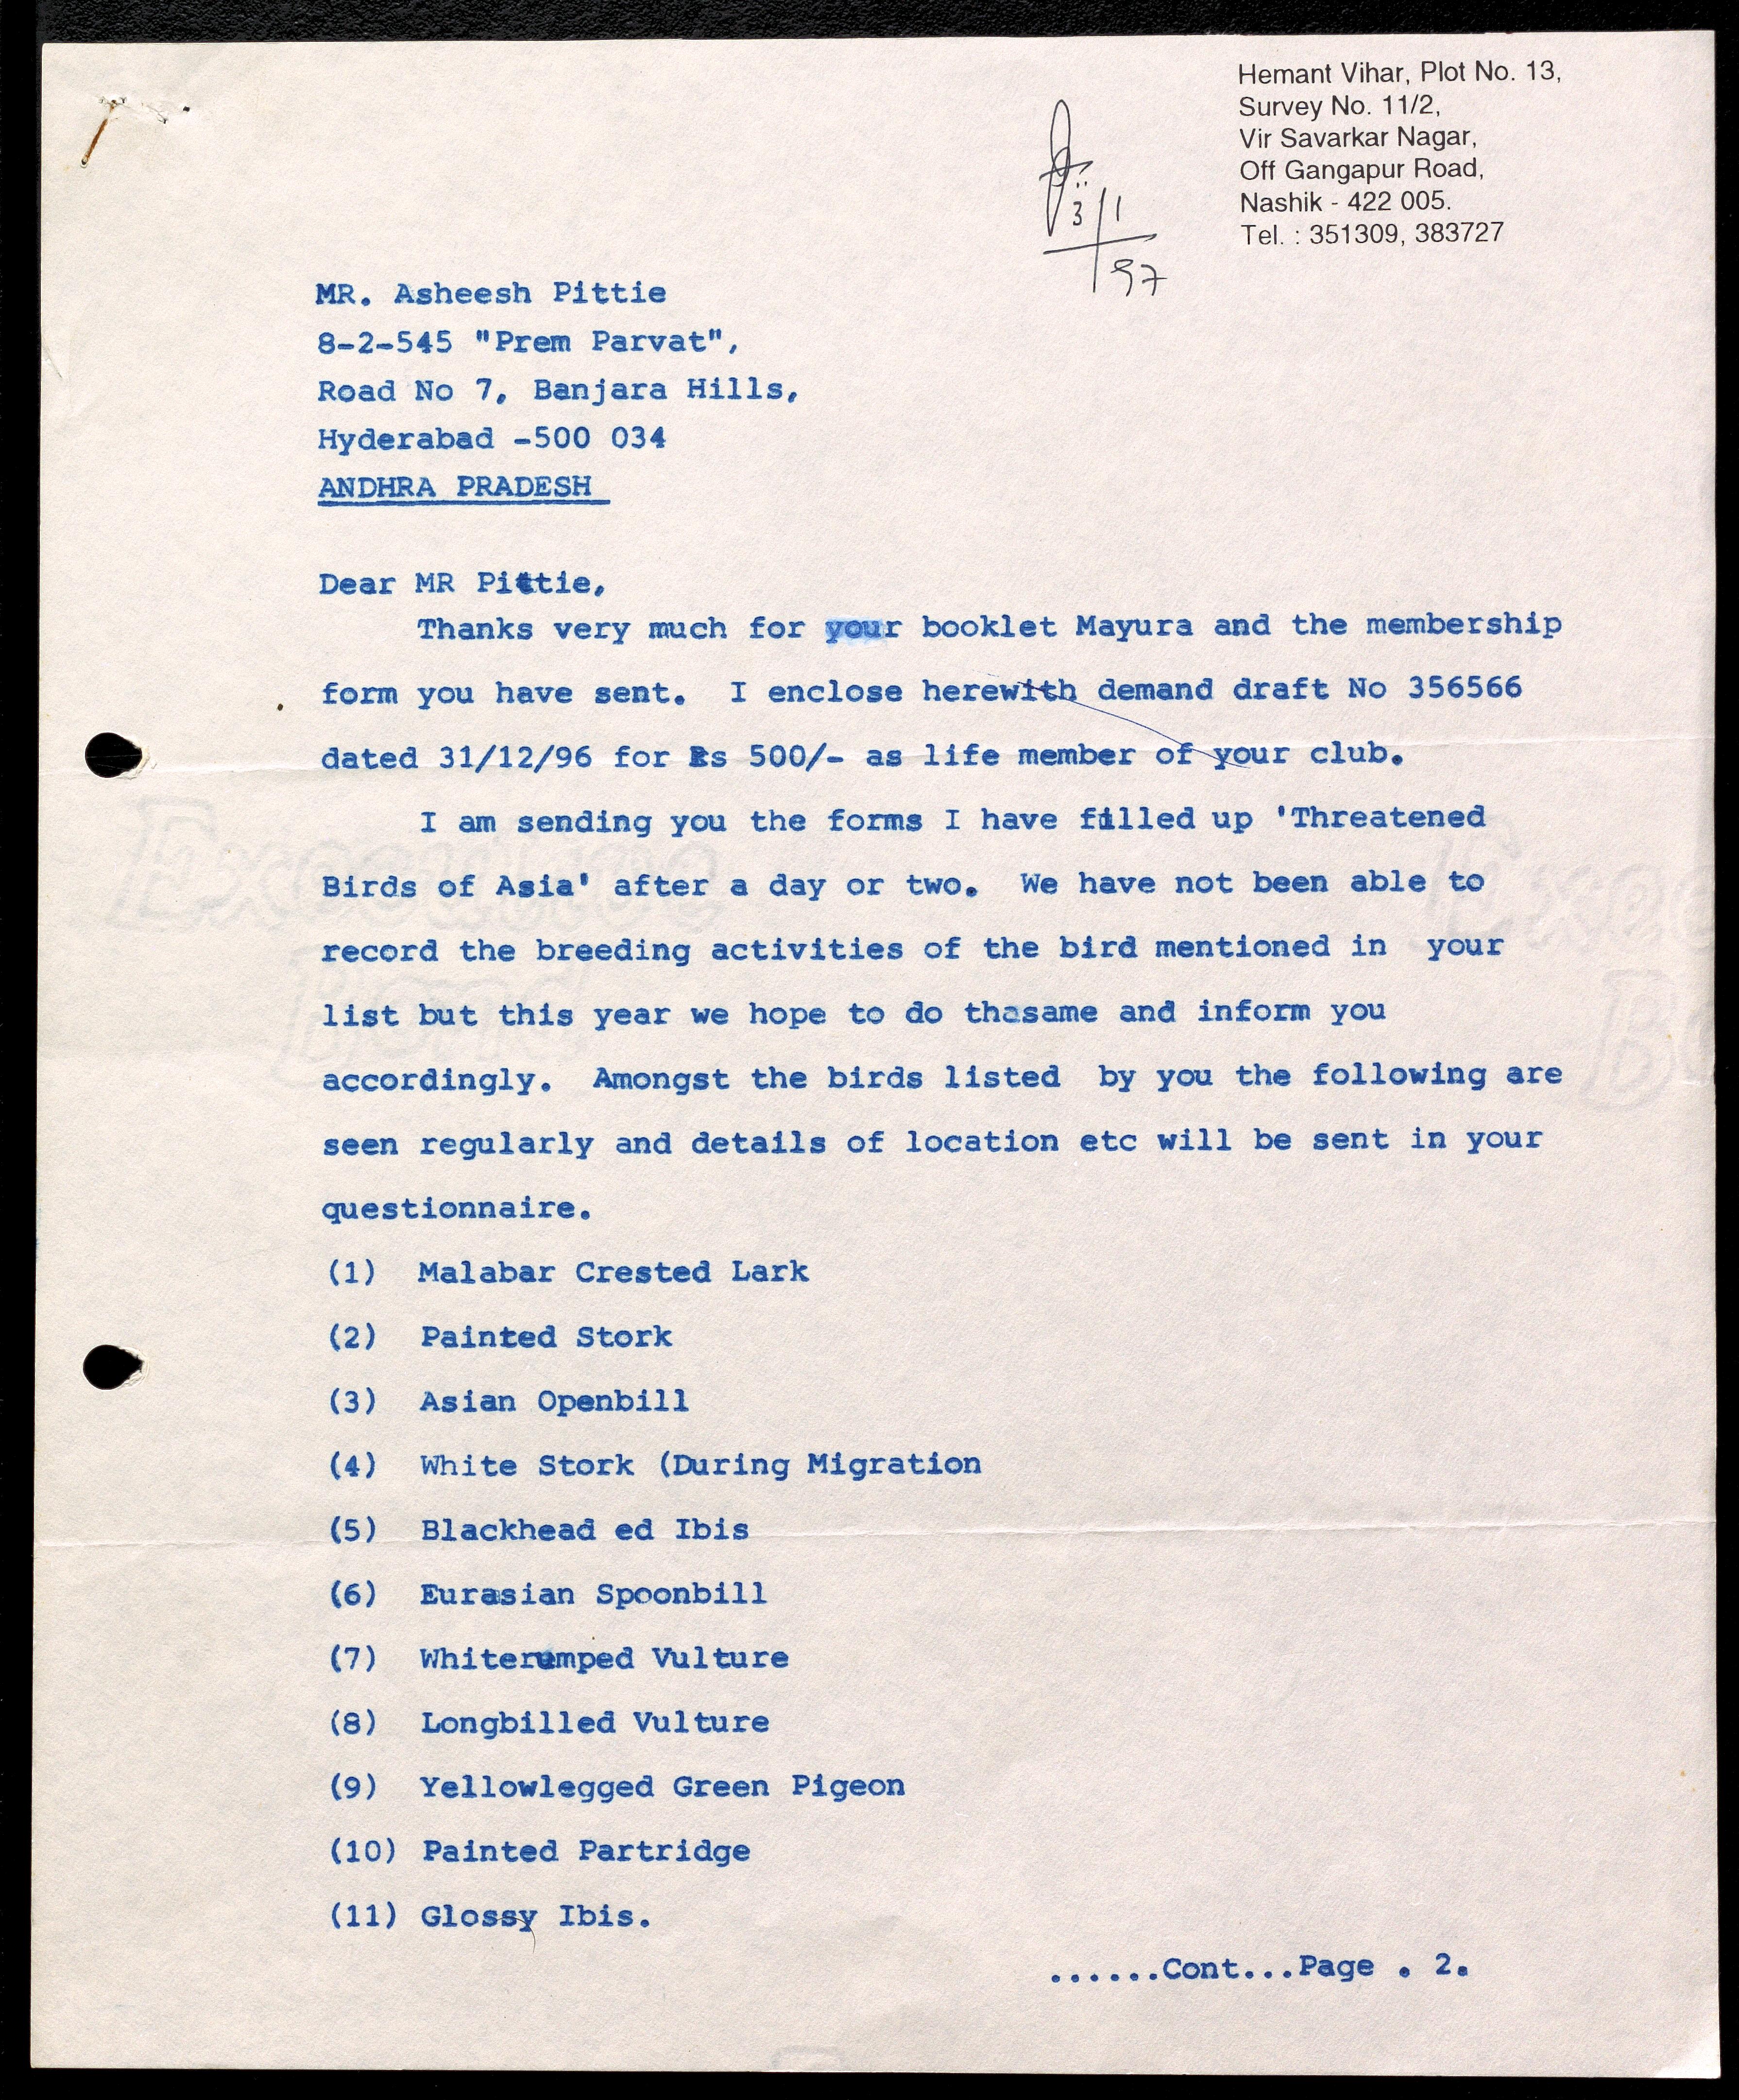 Hemant Vihar, Plot No. 13,
Survey No. 11/2,
Vir Savarkar Nagar,
Off Gangapur Road,
Nashik - 422 005.
Tel. : 351309, 383727
3/1
97
MR. Asheesh Pittie
8-2-545 "Prem Parvat",
Road No 7, Banjara Hills,
Hyderabad -500 034
ANDHRA PRADESH
Dear MR Pittie,
Thanks very much for your booklet Mayura and the membership
form you have sent. I enclose herewith demand draft No 356566
dated 31/12/96 for Rs 500/- as life member of your club.
I am sending you the forms I have filled up 'Threatened
Birds of Asia' after a day or two. We have not been able to
record the breeding activities of the bird mentioned in your
list but this year we hope to do thesame and inform you
accordingly. Amongst the birds listed by you the following are
seen regularly and details of location etc will be sent in your
questionnaire.
(1) Malabar Crested Lark
(2) Painted Stork
(3) Asian Openbill
(4) White Stork (During Migration
(5) Blackhead ed Ibis
(6) Eurasian Spoonbill
(7) Whiterumped Vulture
(8) Longbilled Vulture
(9) Yellowlegged Green Pigeon
(10) Painted Partridge
(11) Glossy Ibis.
......Cont...Page . 2.
Executive
Bond